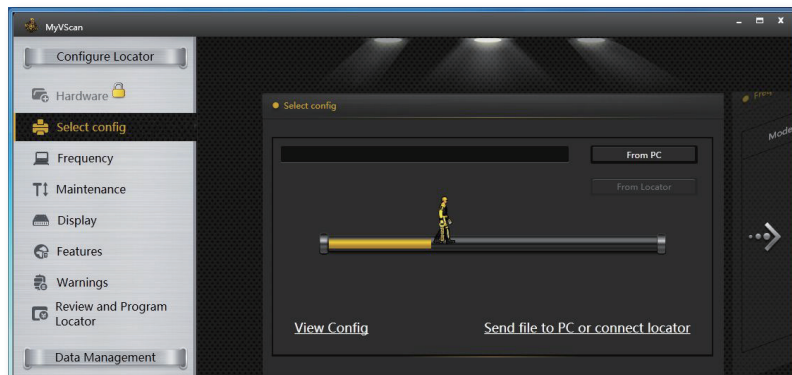 MyVScan
Configure Locator
Hardware
Select config
Frequency
Maintenance
Display
Features
Warnings
Review and Program
Locator
Data Management
Select config
From PC
From Locator
View Config
Send file to PC or connect locator